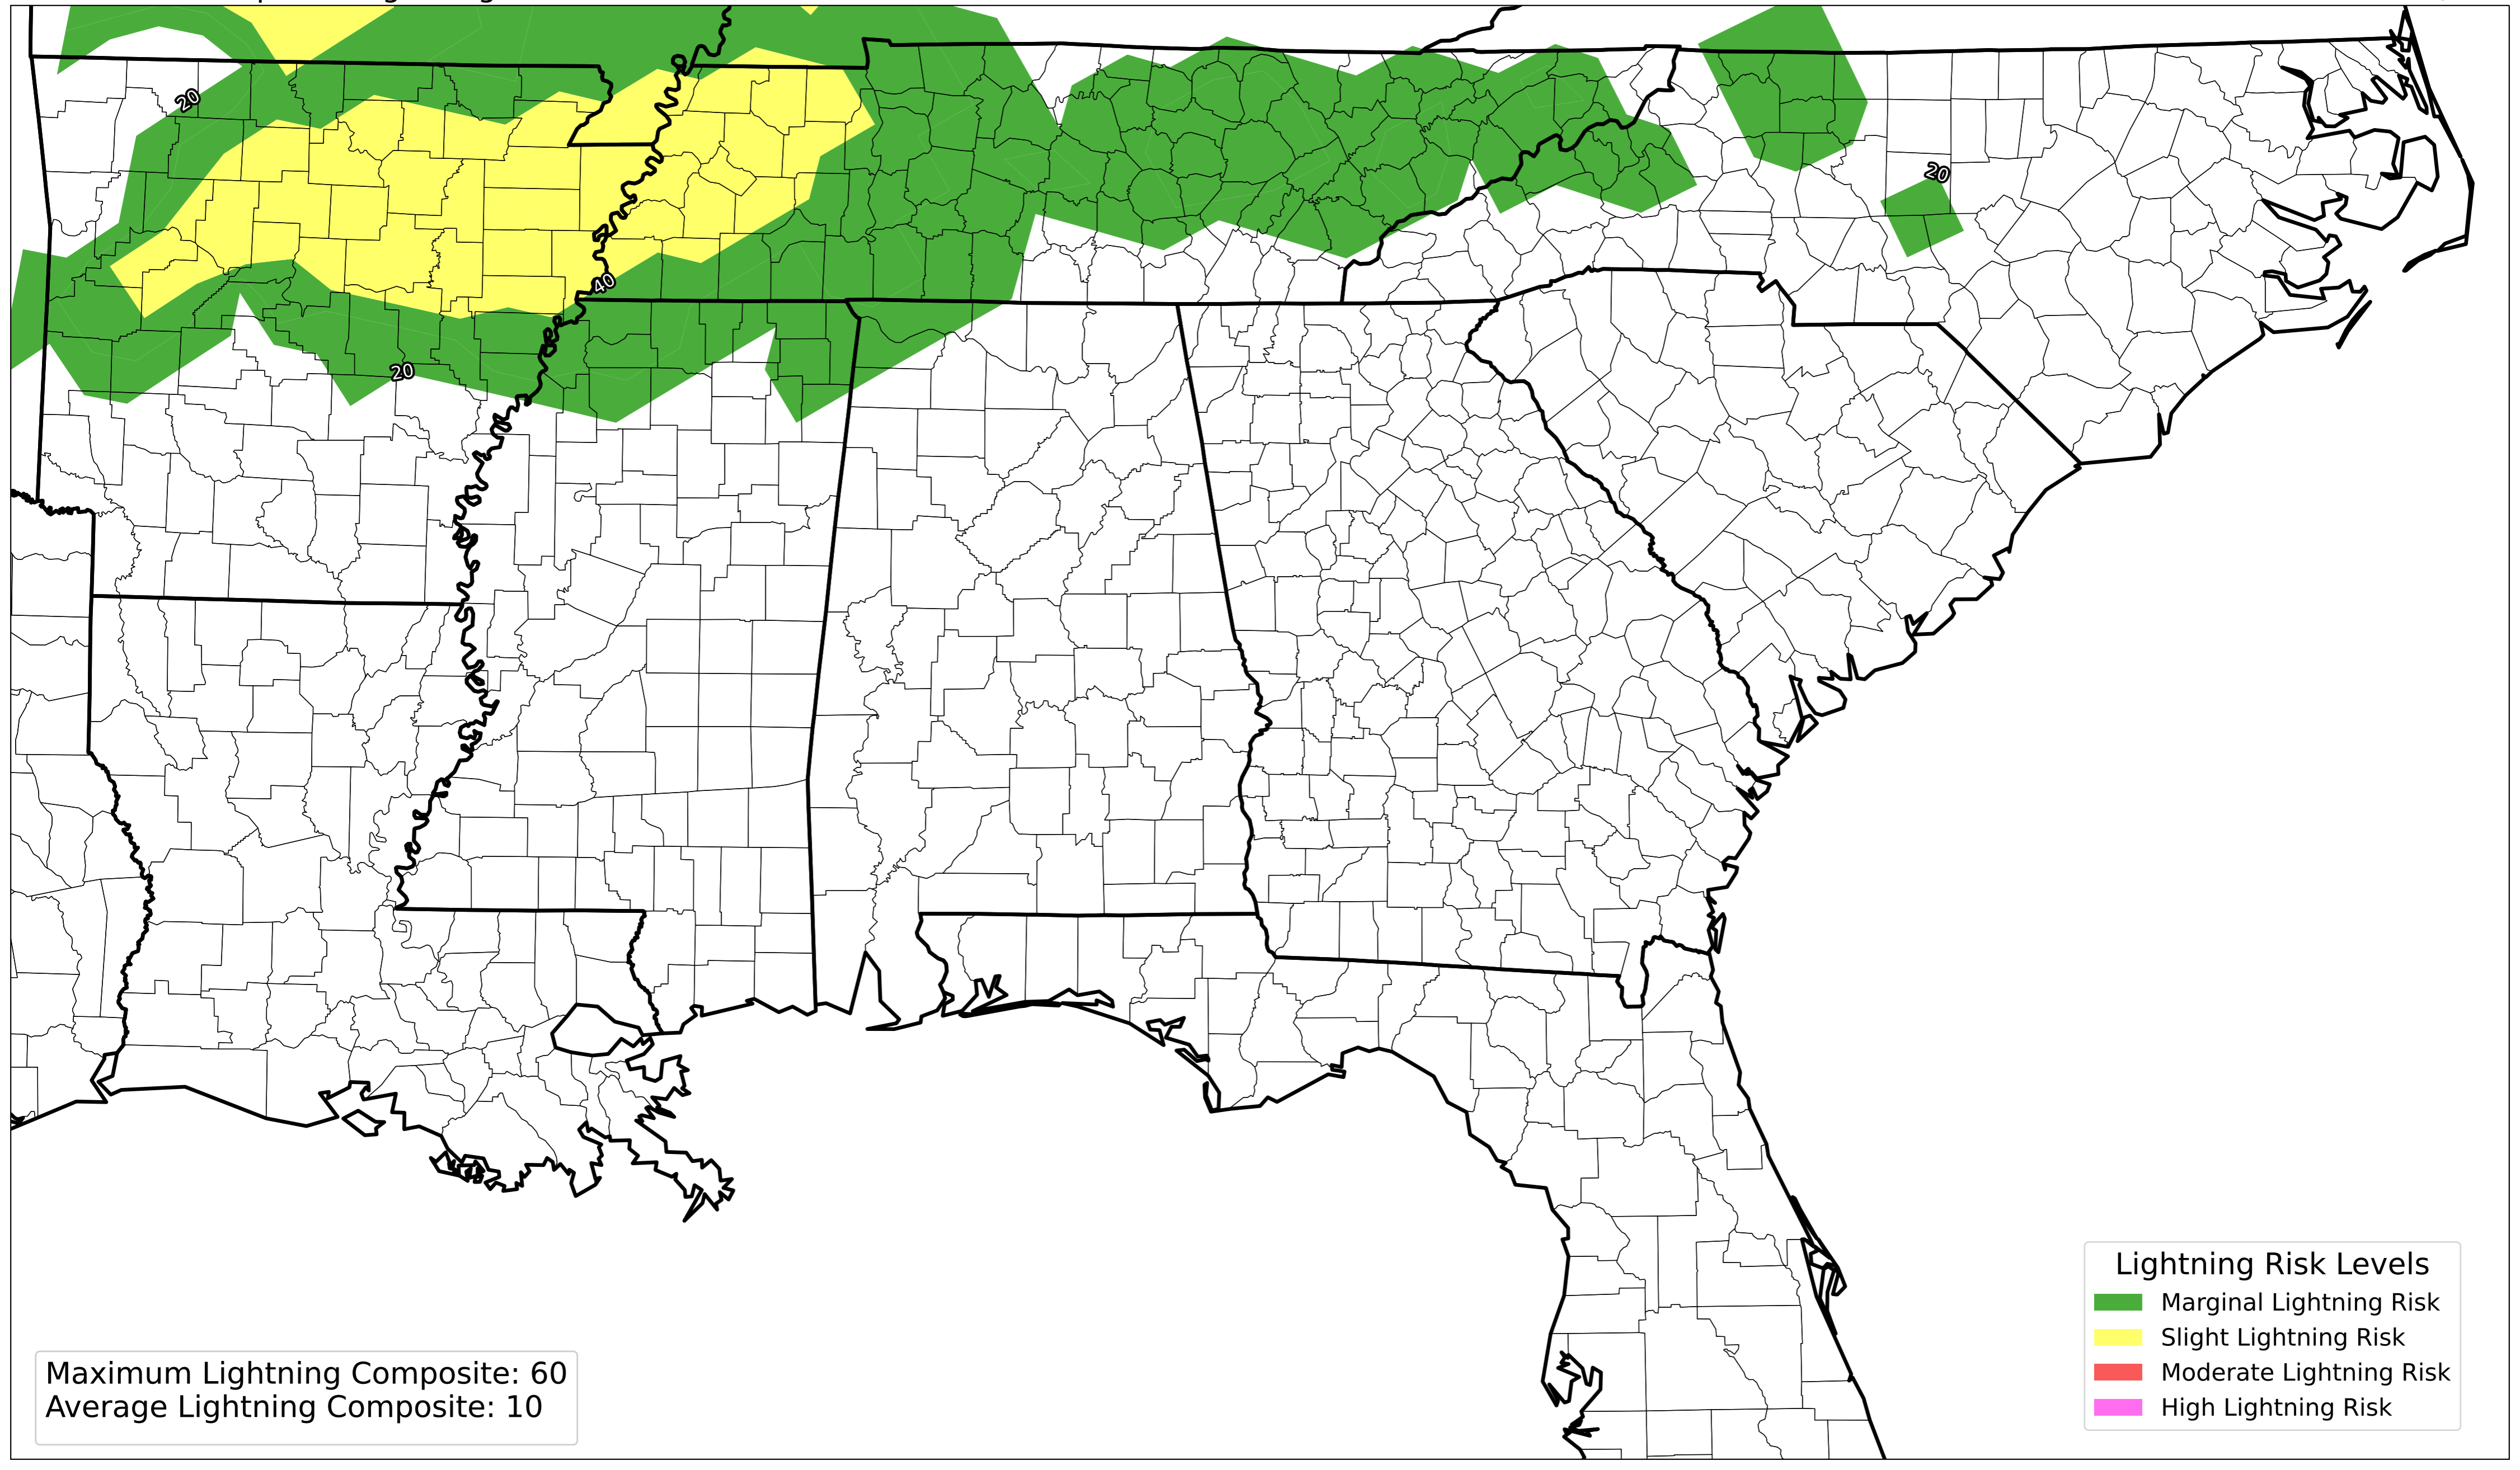 20
20
40
20
Lightning Risk Levels
Marginal Lightning Risk
Slight Lightning Risk
Moderate Lightning Risk
High Lightning Risk
Maximum Lightning Composite: 60
Average Lightning Composite: 10